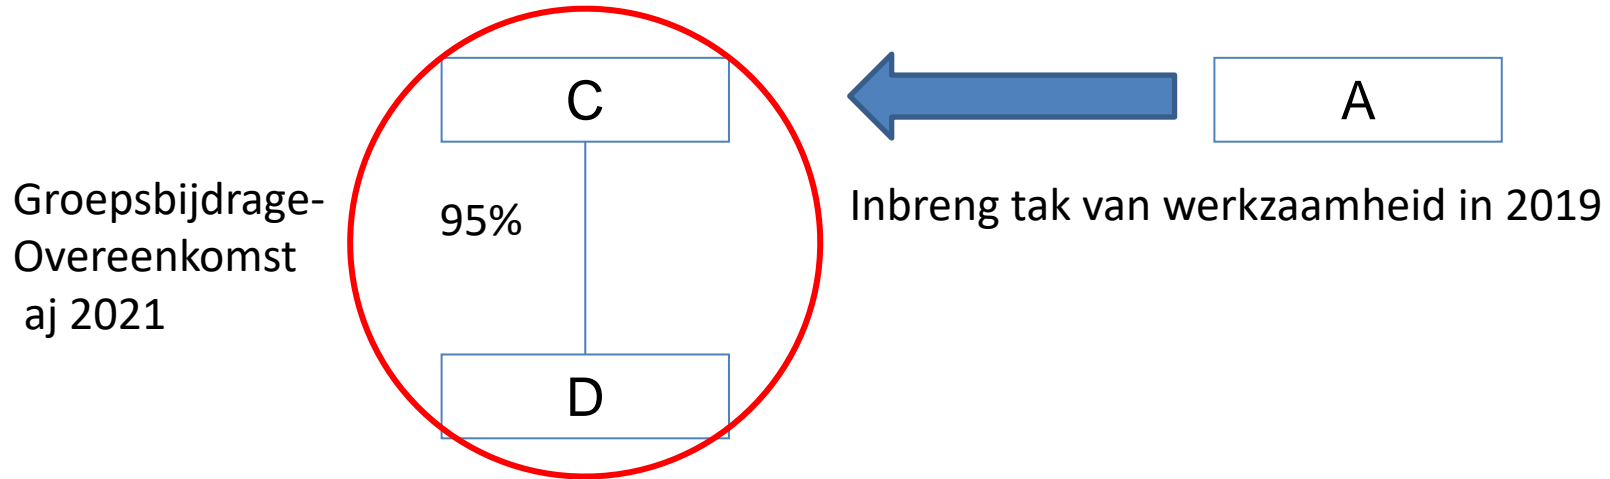 C
A
Groepsbijdrage-
Overeenkomst
aj 2021
95%
Inbreng tak van werkzaamheid in 2019
D